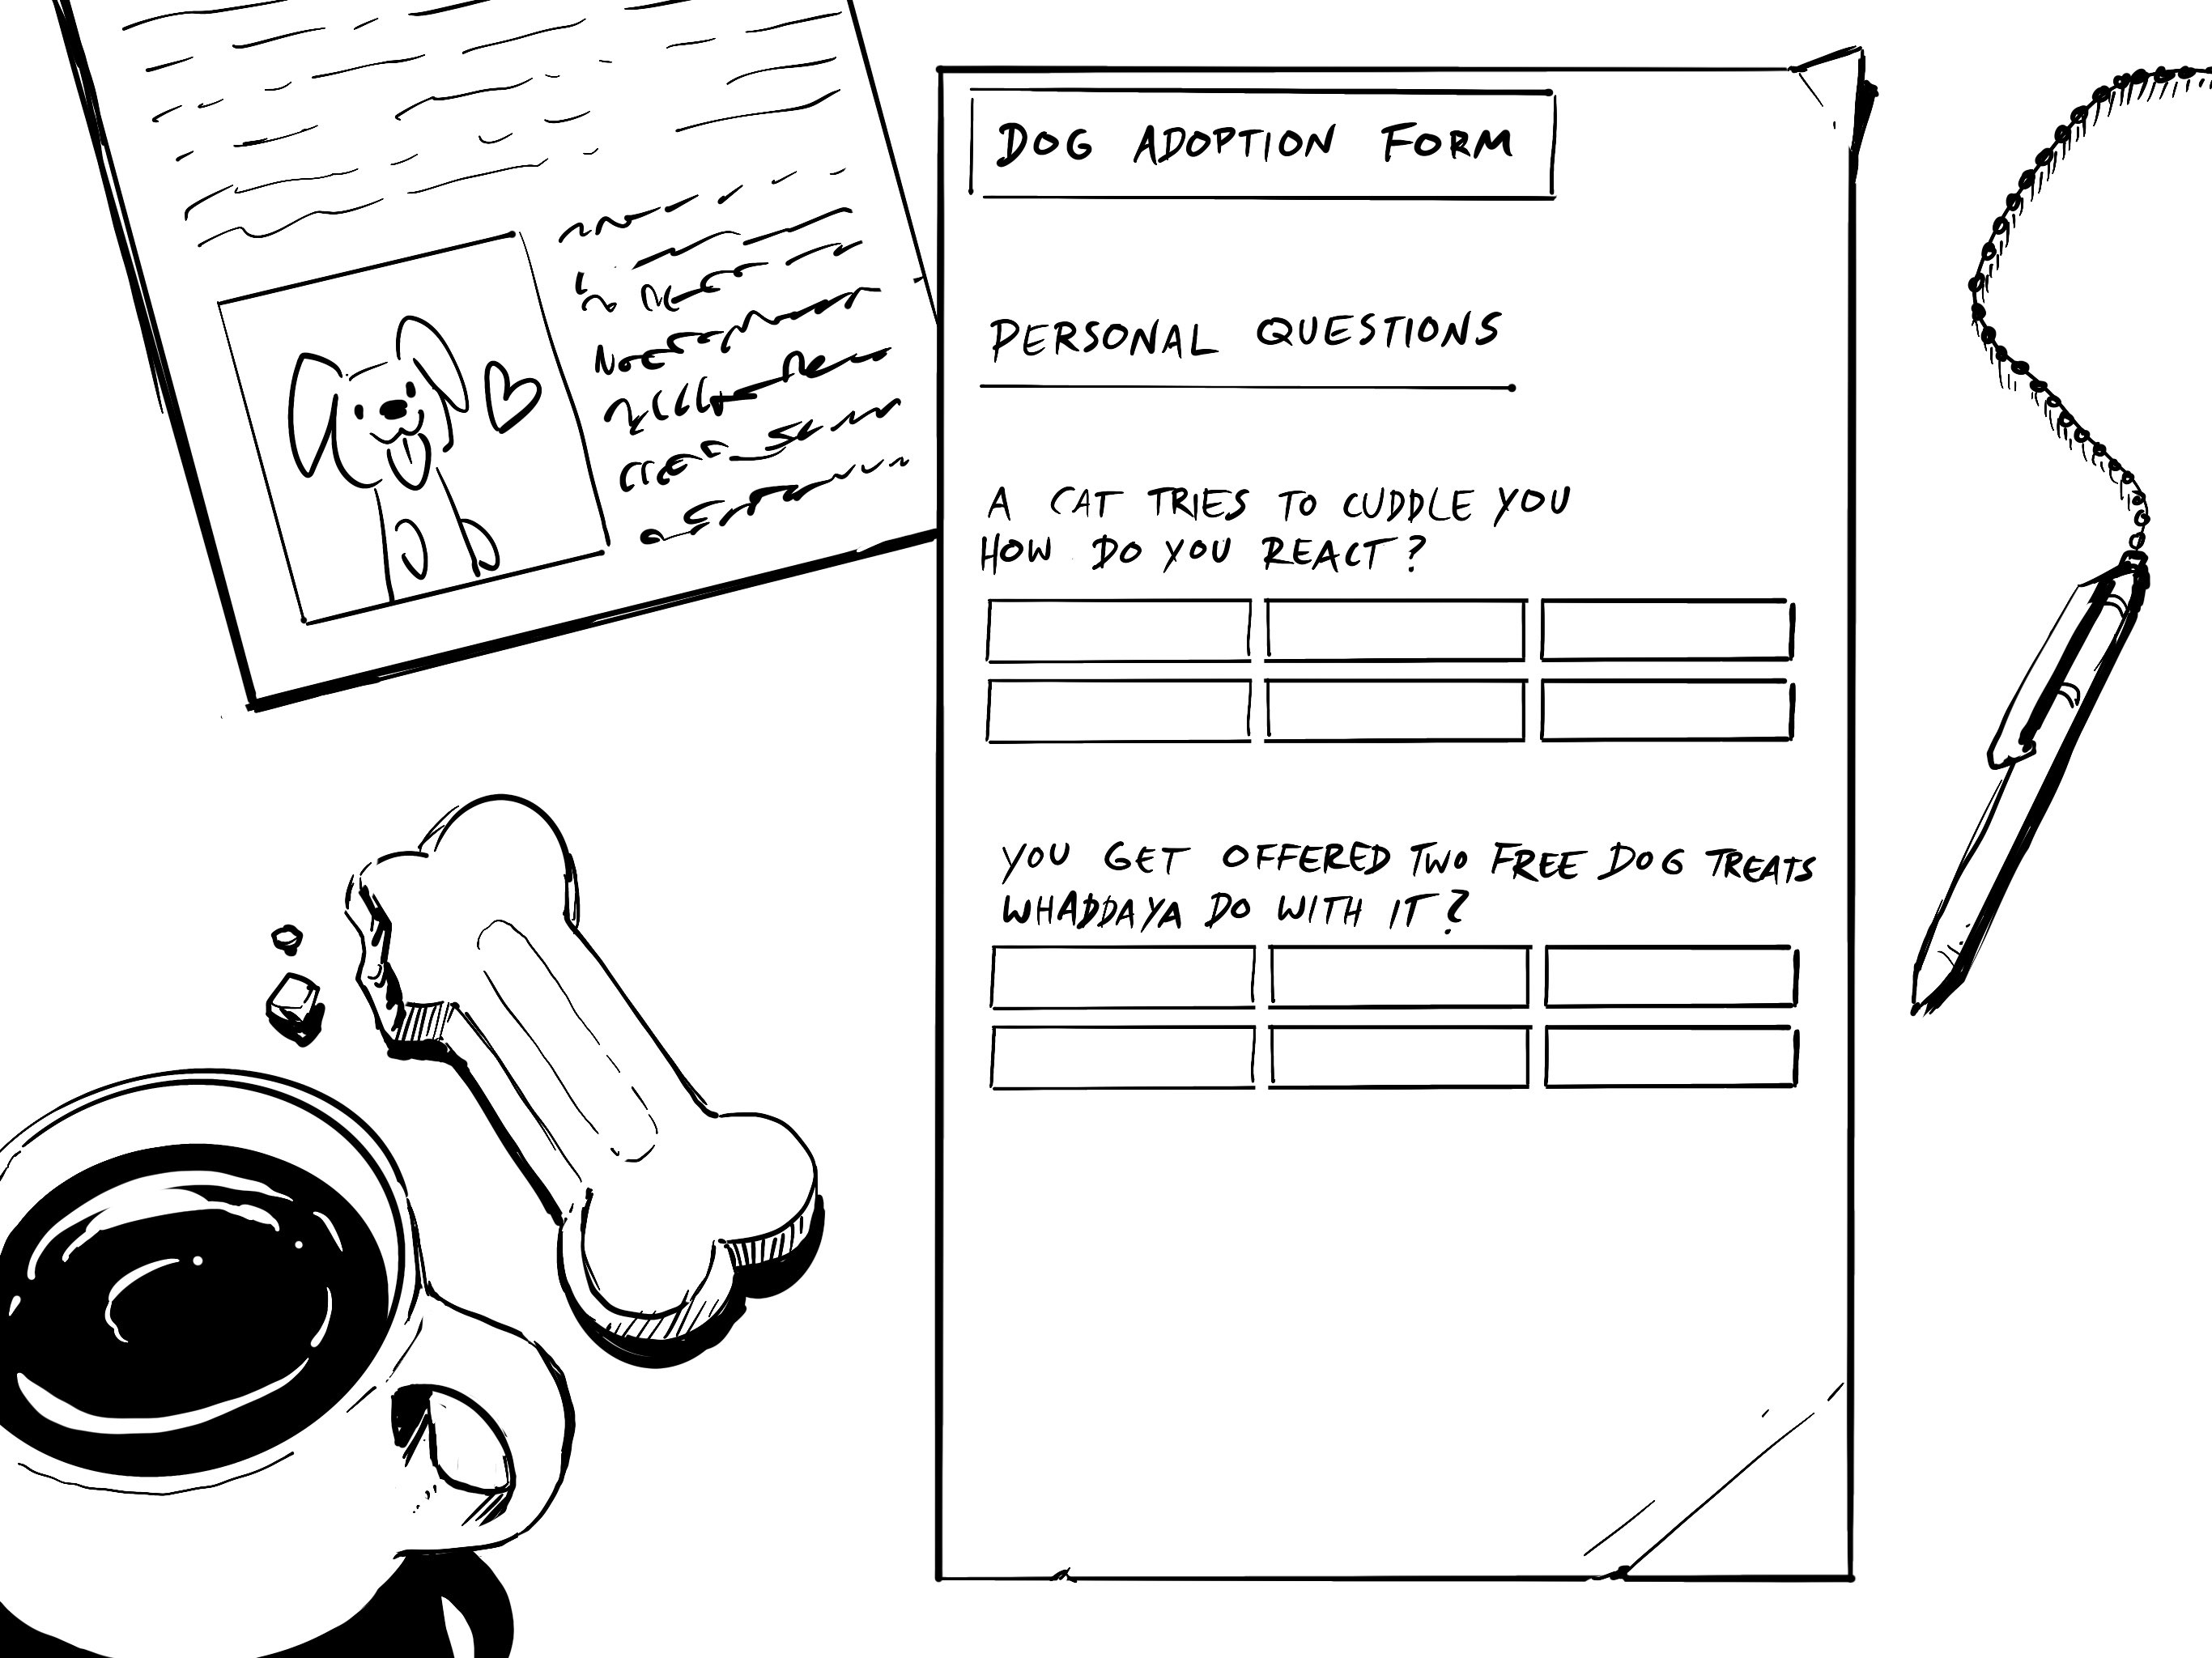 DOG ADOPTION FORM
PERSONAL QUESTIONS
A CAT TRIES TO CUDDLE YOU
HOW DO YOU REACT?
YOU GET OFFERED TWO FREE DOG TREATS
WHADDAYA DO WITH IT?